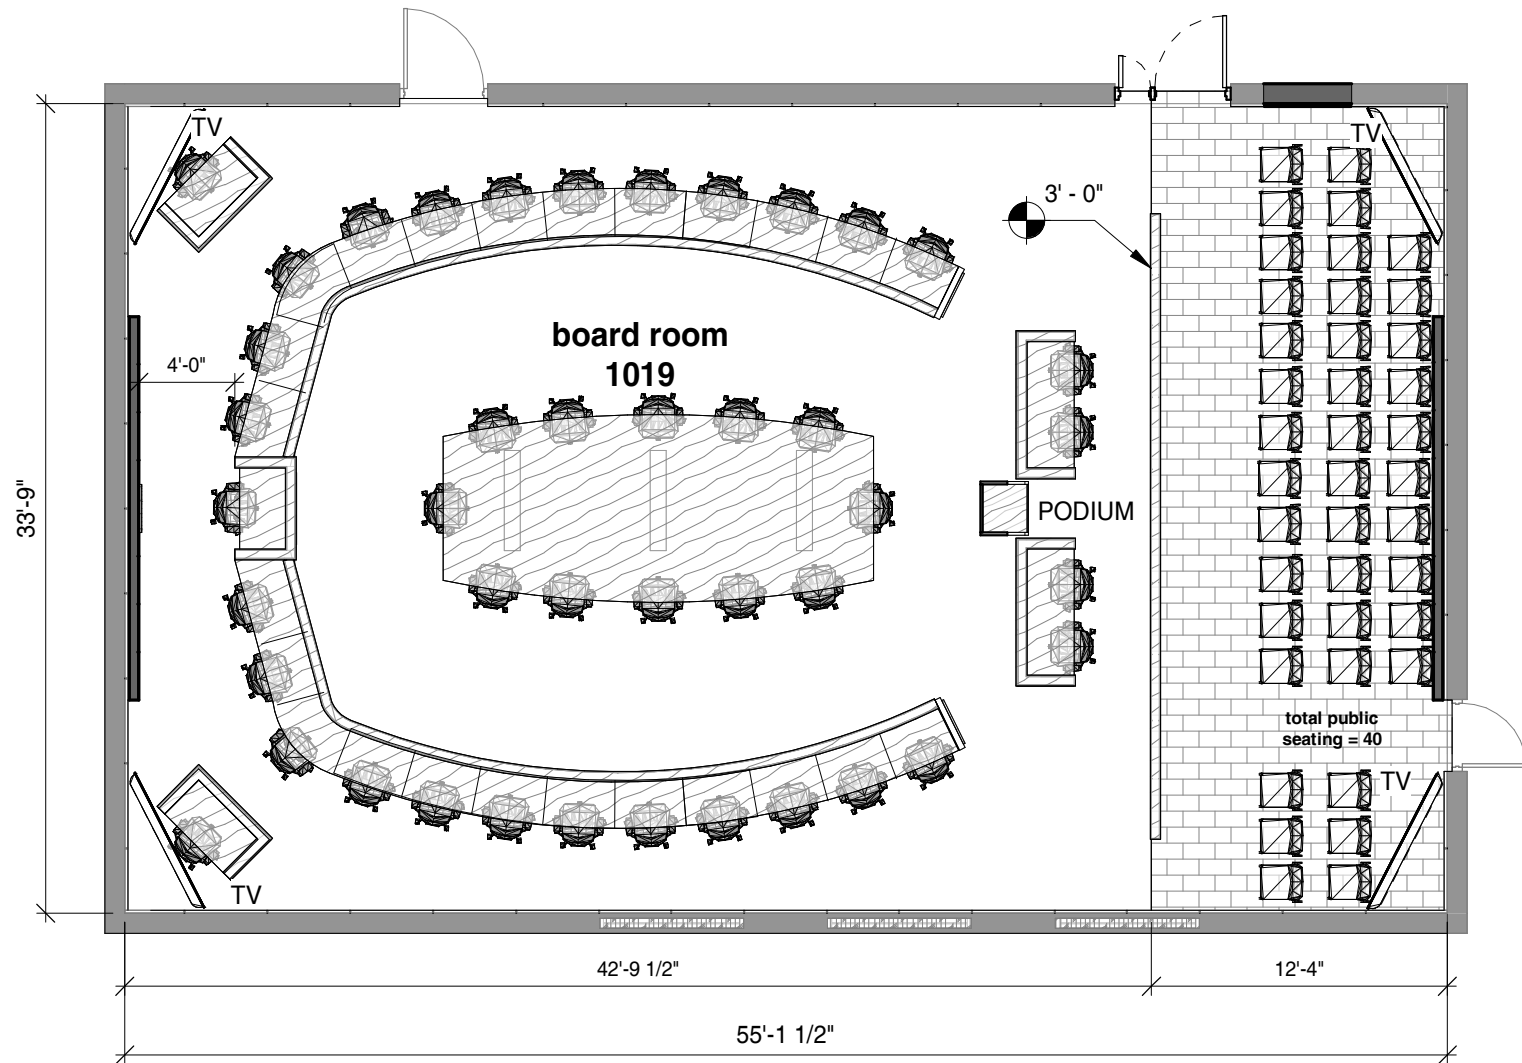 TV
TV
3' - 0"
board room
1019
4'-0"
33'-9"
PODIUM
total public
seating = 40
TV
TV
42'-9 1/2"
12'-4"
55'-1 1/2"